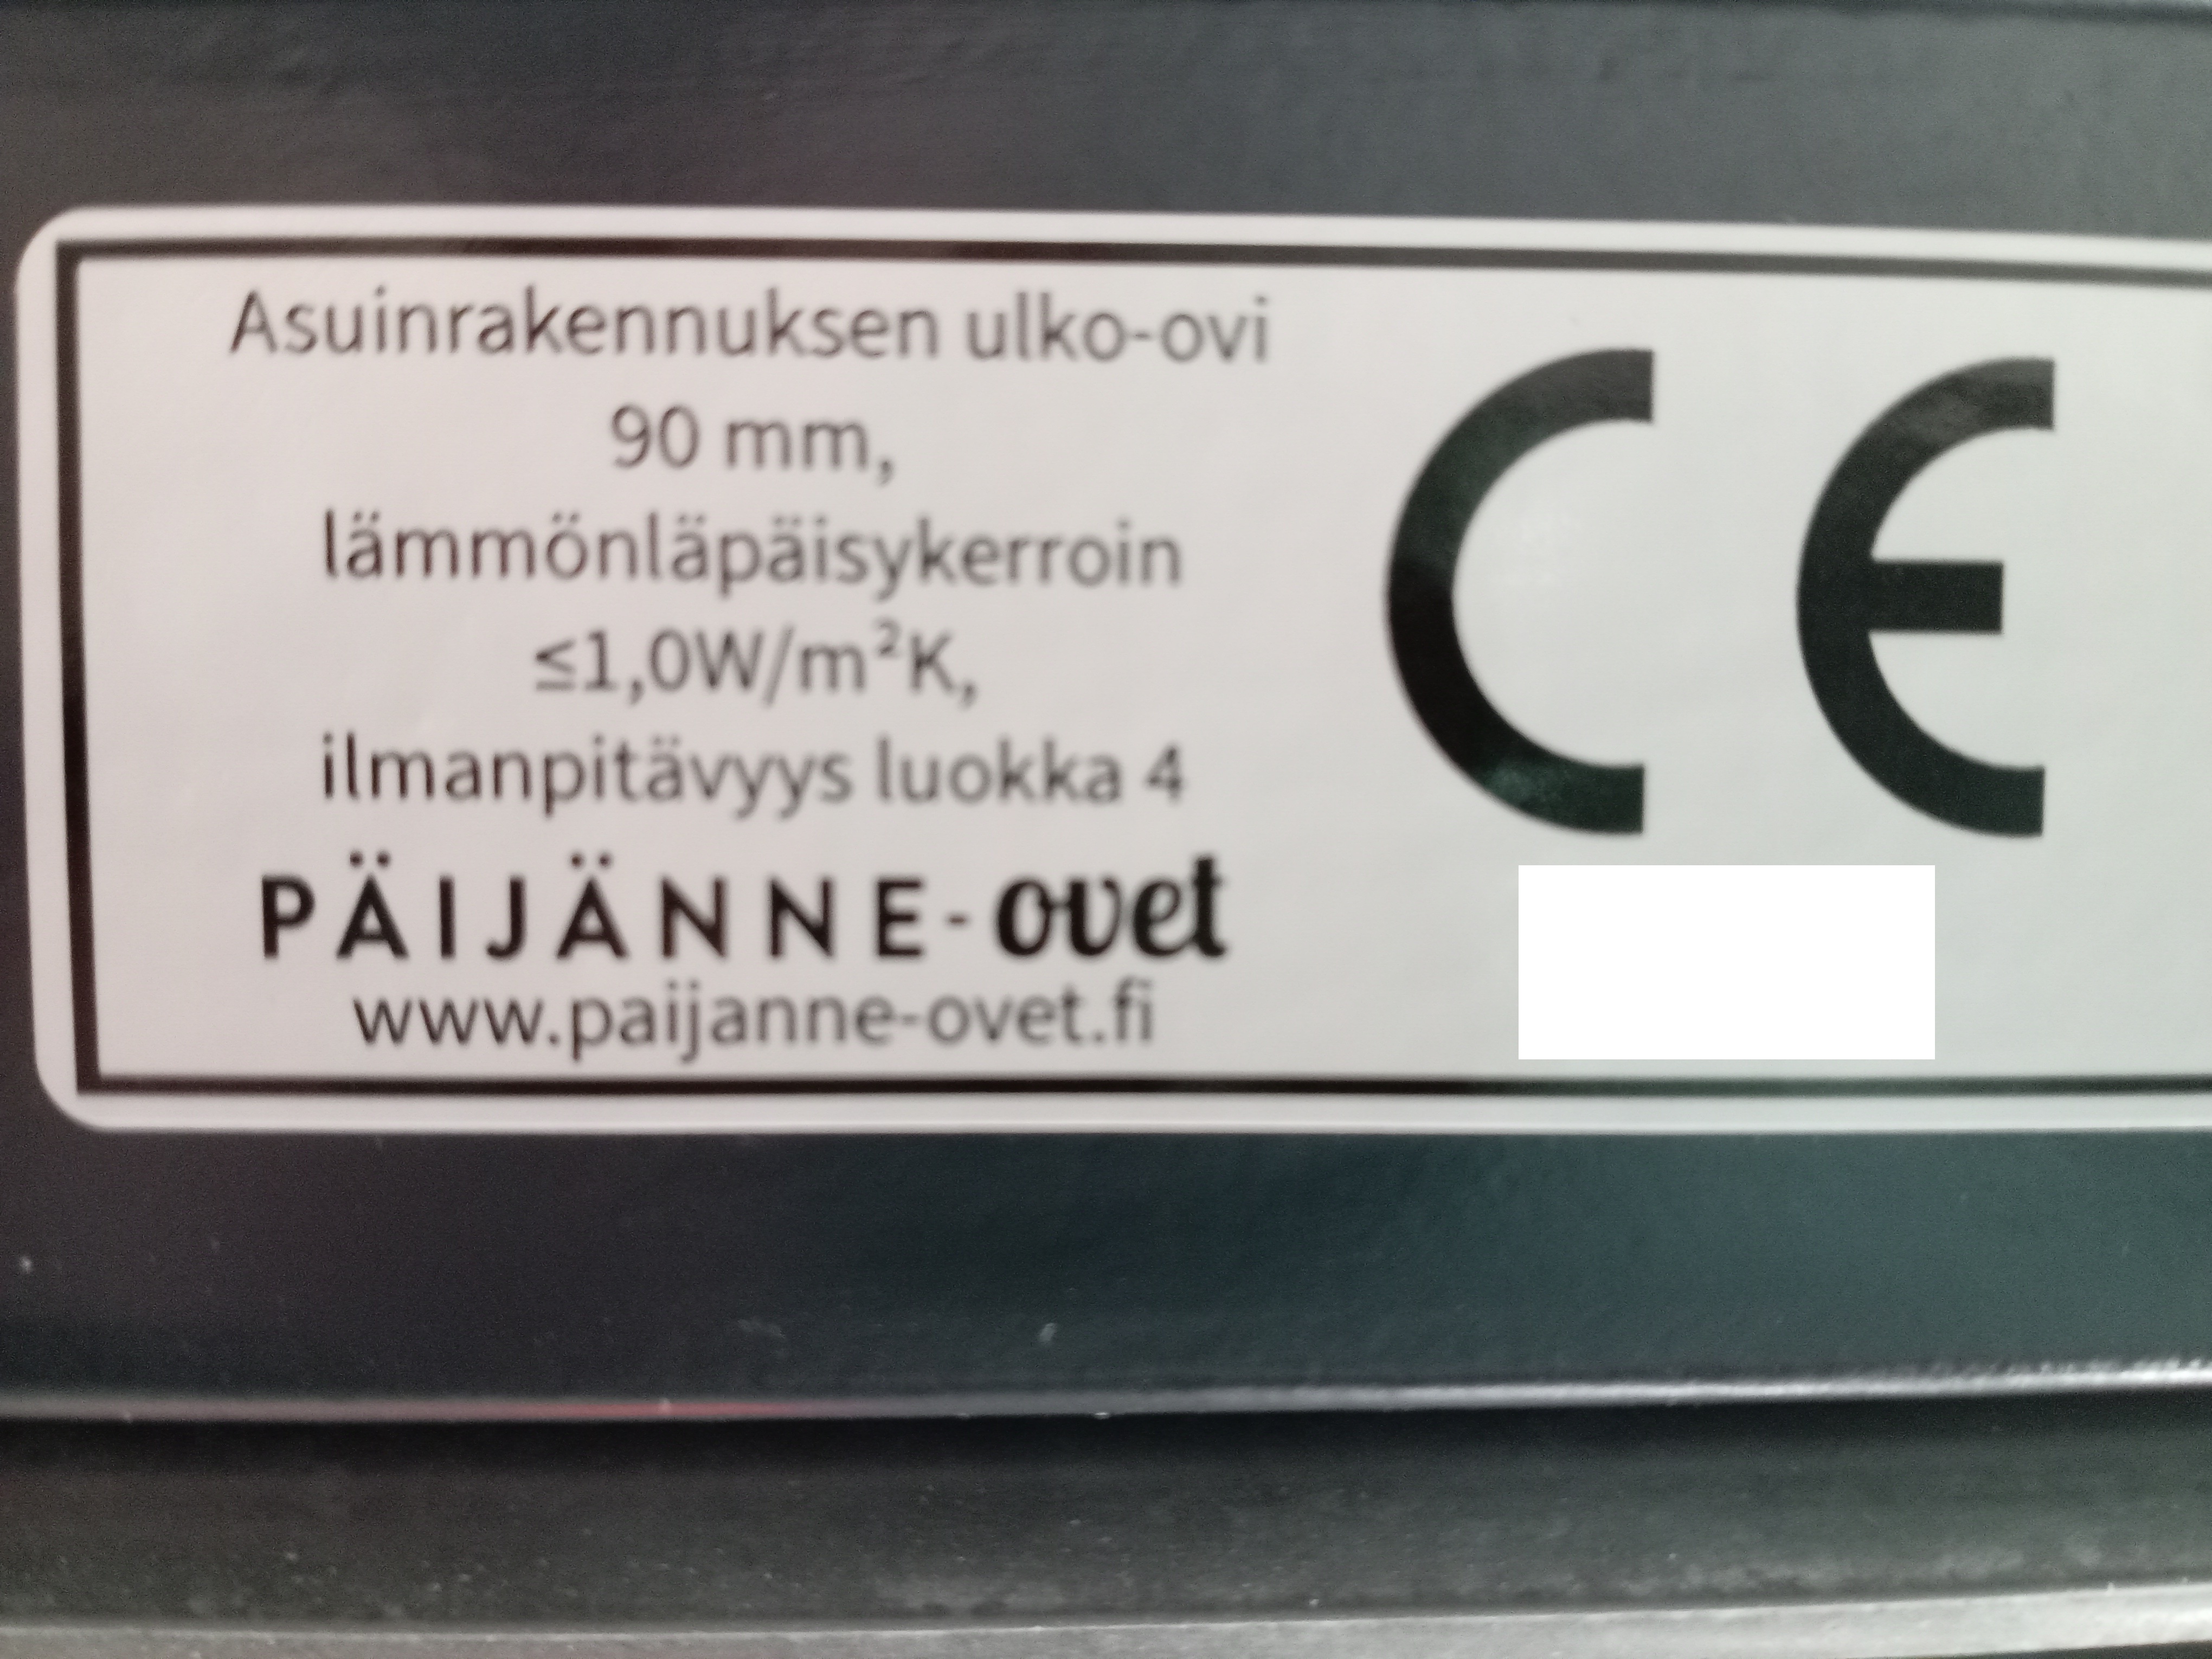 Asuinrakennuksen ulko-ovi
90 mm,
lämmönläpäisykerroin
≤1,0W/m²K,
ilmanpitävyys luokka 4
PÄIJÄNNE-ovet
www.paijanne-ovet.fi
CE